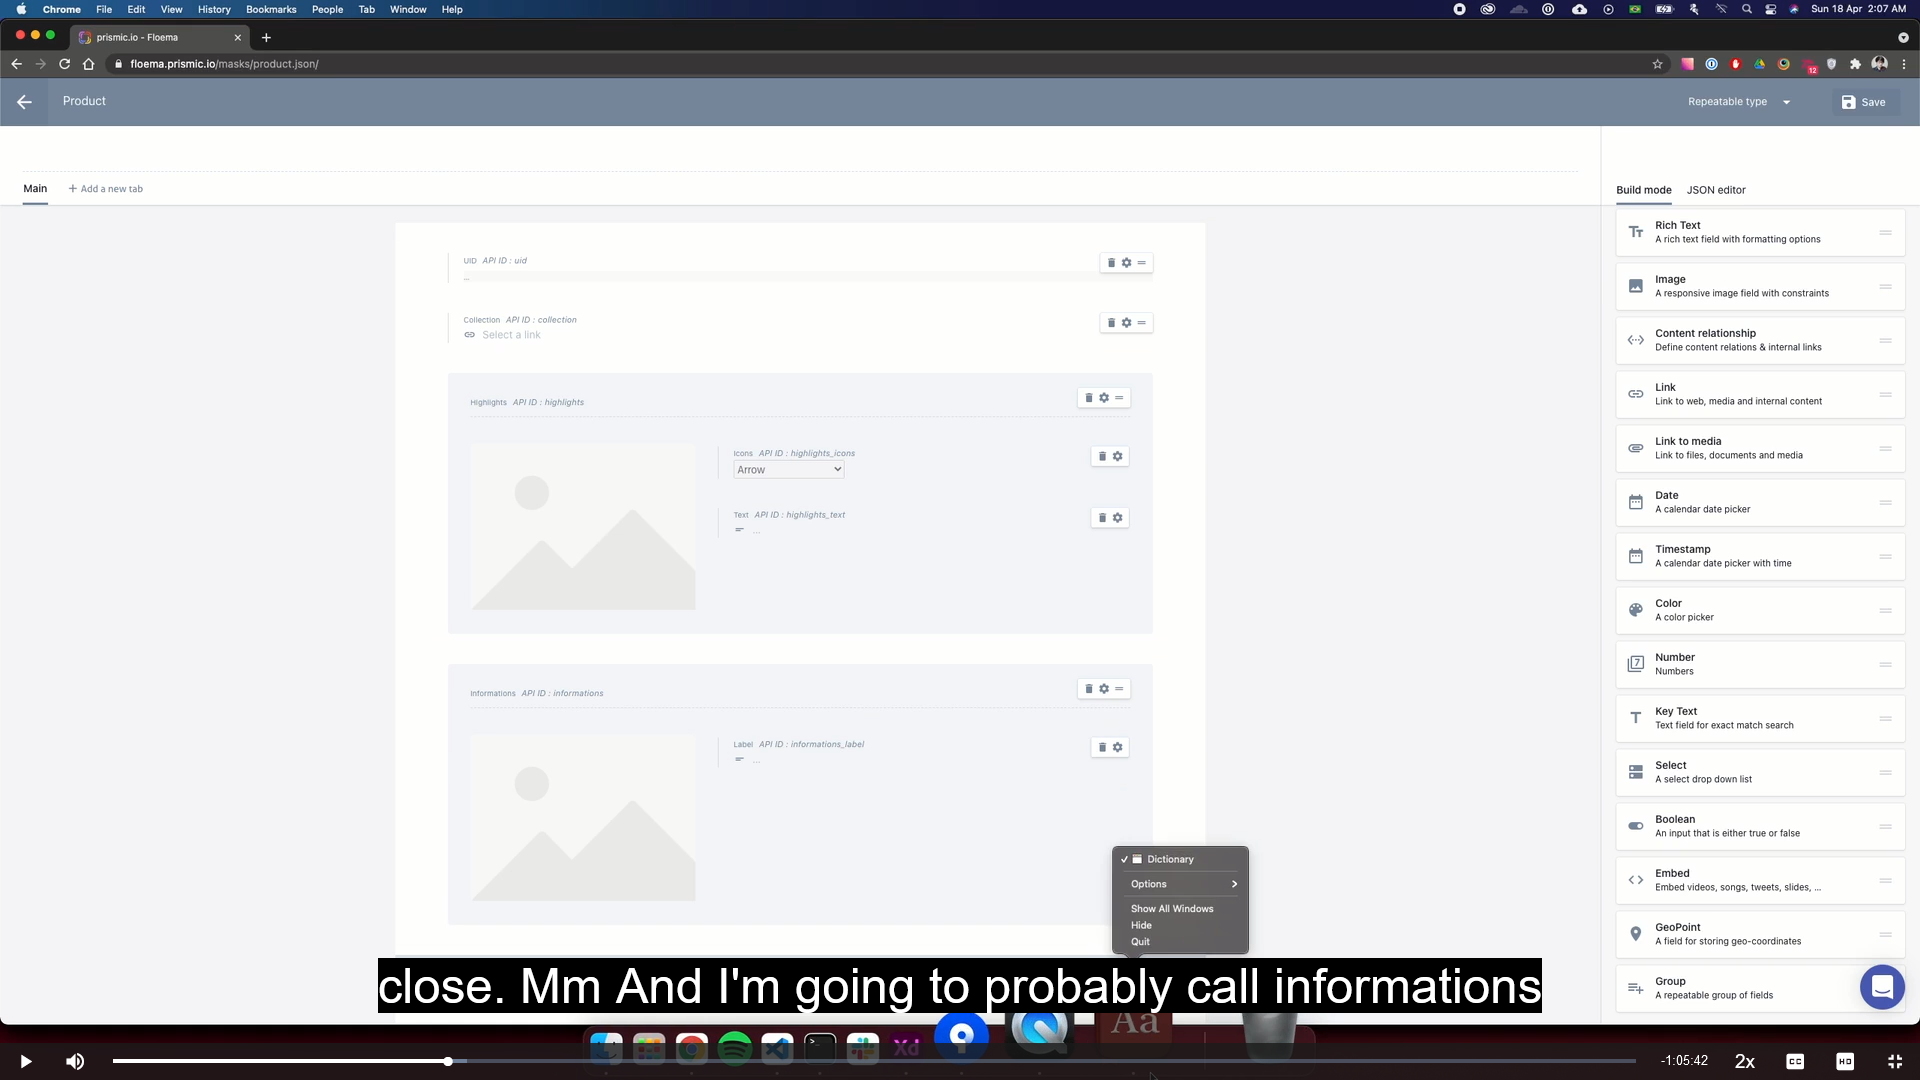 Chrome File Edit View History Bookmarks People Tab Window Help
Sun 18 Apr 2:07 AM
prismic.io - Floema
floema.prismic.io/masks/product.json/
12
Product
Repeatable type
Save
Main
+ Add a new tab
Build mode JSON editor
UID API ID : uid
...
Collection API ID : collection
Select a link
Highlights API ID : highlights
Icons API ID : highlights_icons
Arrow
Text API ID : highlights_text
...
Informations API ID : informations
Label API ID : informations_label
...
Rich Text
A rich text field with formatting options
Image
A responsive image field with constraints
Content relationship
Define content relations & internal links
Link
Link to web, media and internal content
Link to media
Link to files, documents and media
Date
A calendar date picker
Timestamp
A calendar date picker with time
Color
A color picker
Number
Numbers
Key Text
Text field for exact match search
Select
A select drop down list
Boolean
An input that is either true or false
Embed
Embed videos, songs, tweets, slides, ...
GeoPoint
A field for storing geo-coordinates
Group
A repeatable group of fields
Dictionary
Options
Show All Windows
Hide
Quit
close. Mm And I'm going to probably call informations
Xd
Aa
-1:05:42
2x
CC
HD